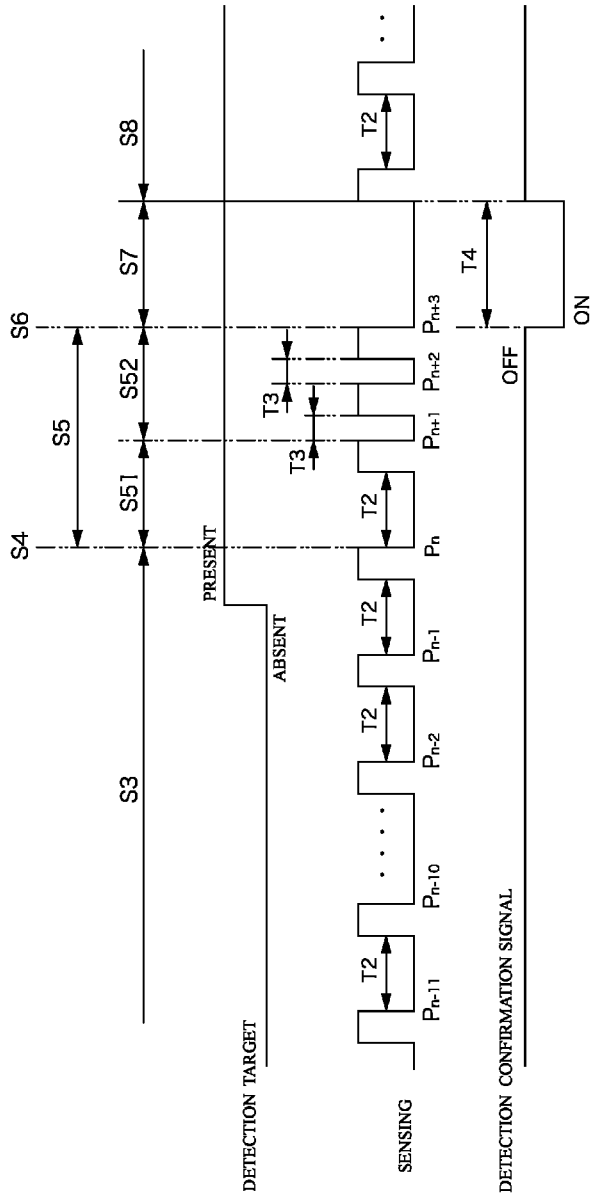 S4
S6
S5
S3
S51
S52
S7
S8
PRESENT
ABSENT
DETECTION TARGET
T3
T3
SENSING
T2
T2
T2
T2
T2
Pn-11
Pn-10
Pn-2
Pn-1
Pn
Pn+1
Pn+2
Pn+3
T4
OFF
ON
DETECTION CONFIRMATION SIGNAL